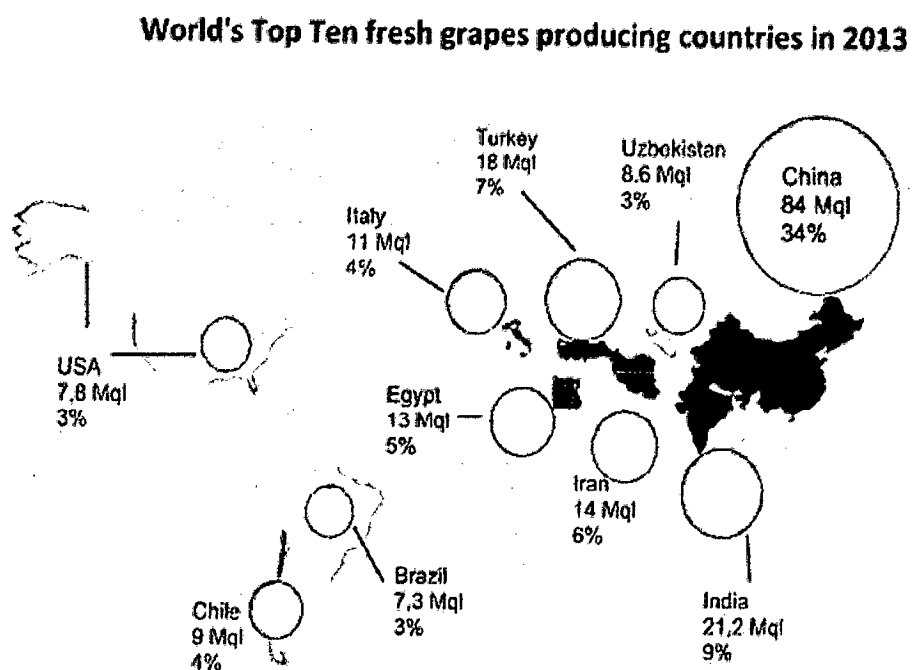 World's Top Ten fresh grapes producing countries in 2013
Turkey
18 Mql
7%
Uzbokistan
8.6 Mql
3%
China
84 Mql
34%
Italy
11 Mql
4%
USA
7,8 Mql
3%
Egypt
13 Mql
5%
Iran
14 Mql
6%
Brazil
7,3 Mql
3%
Chile
9 Mql
4%
India
21,2 Mql
9%